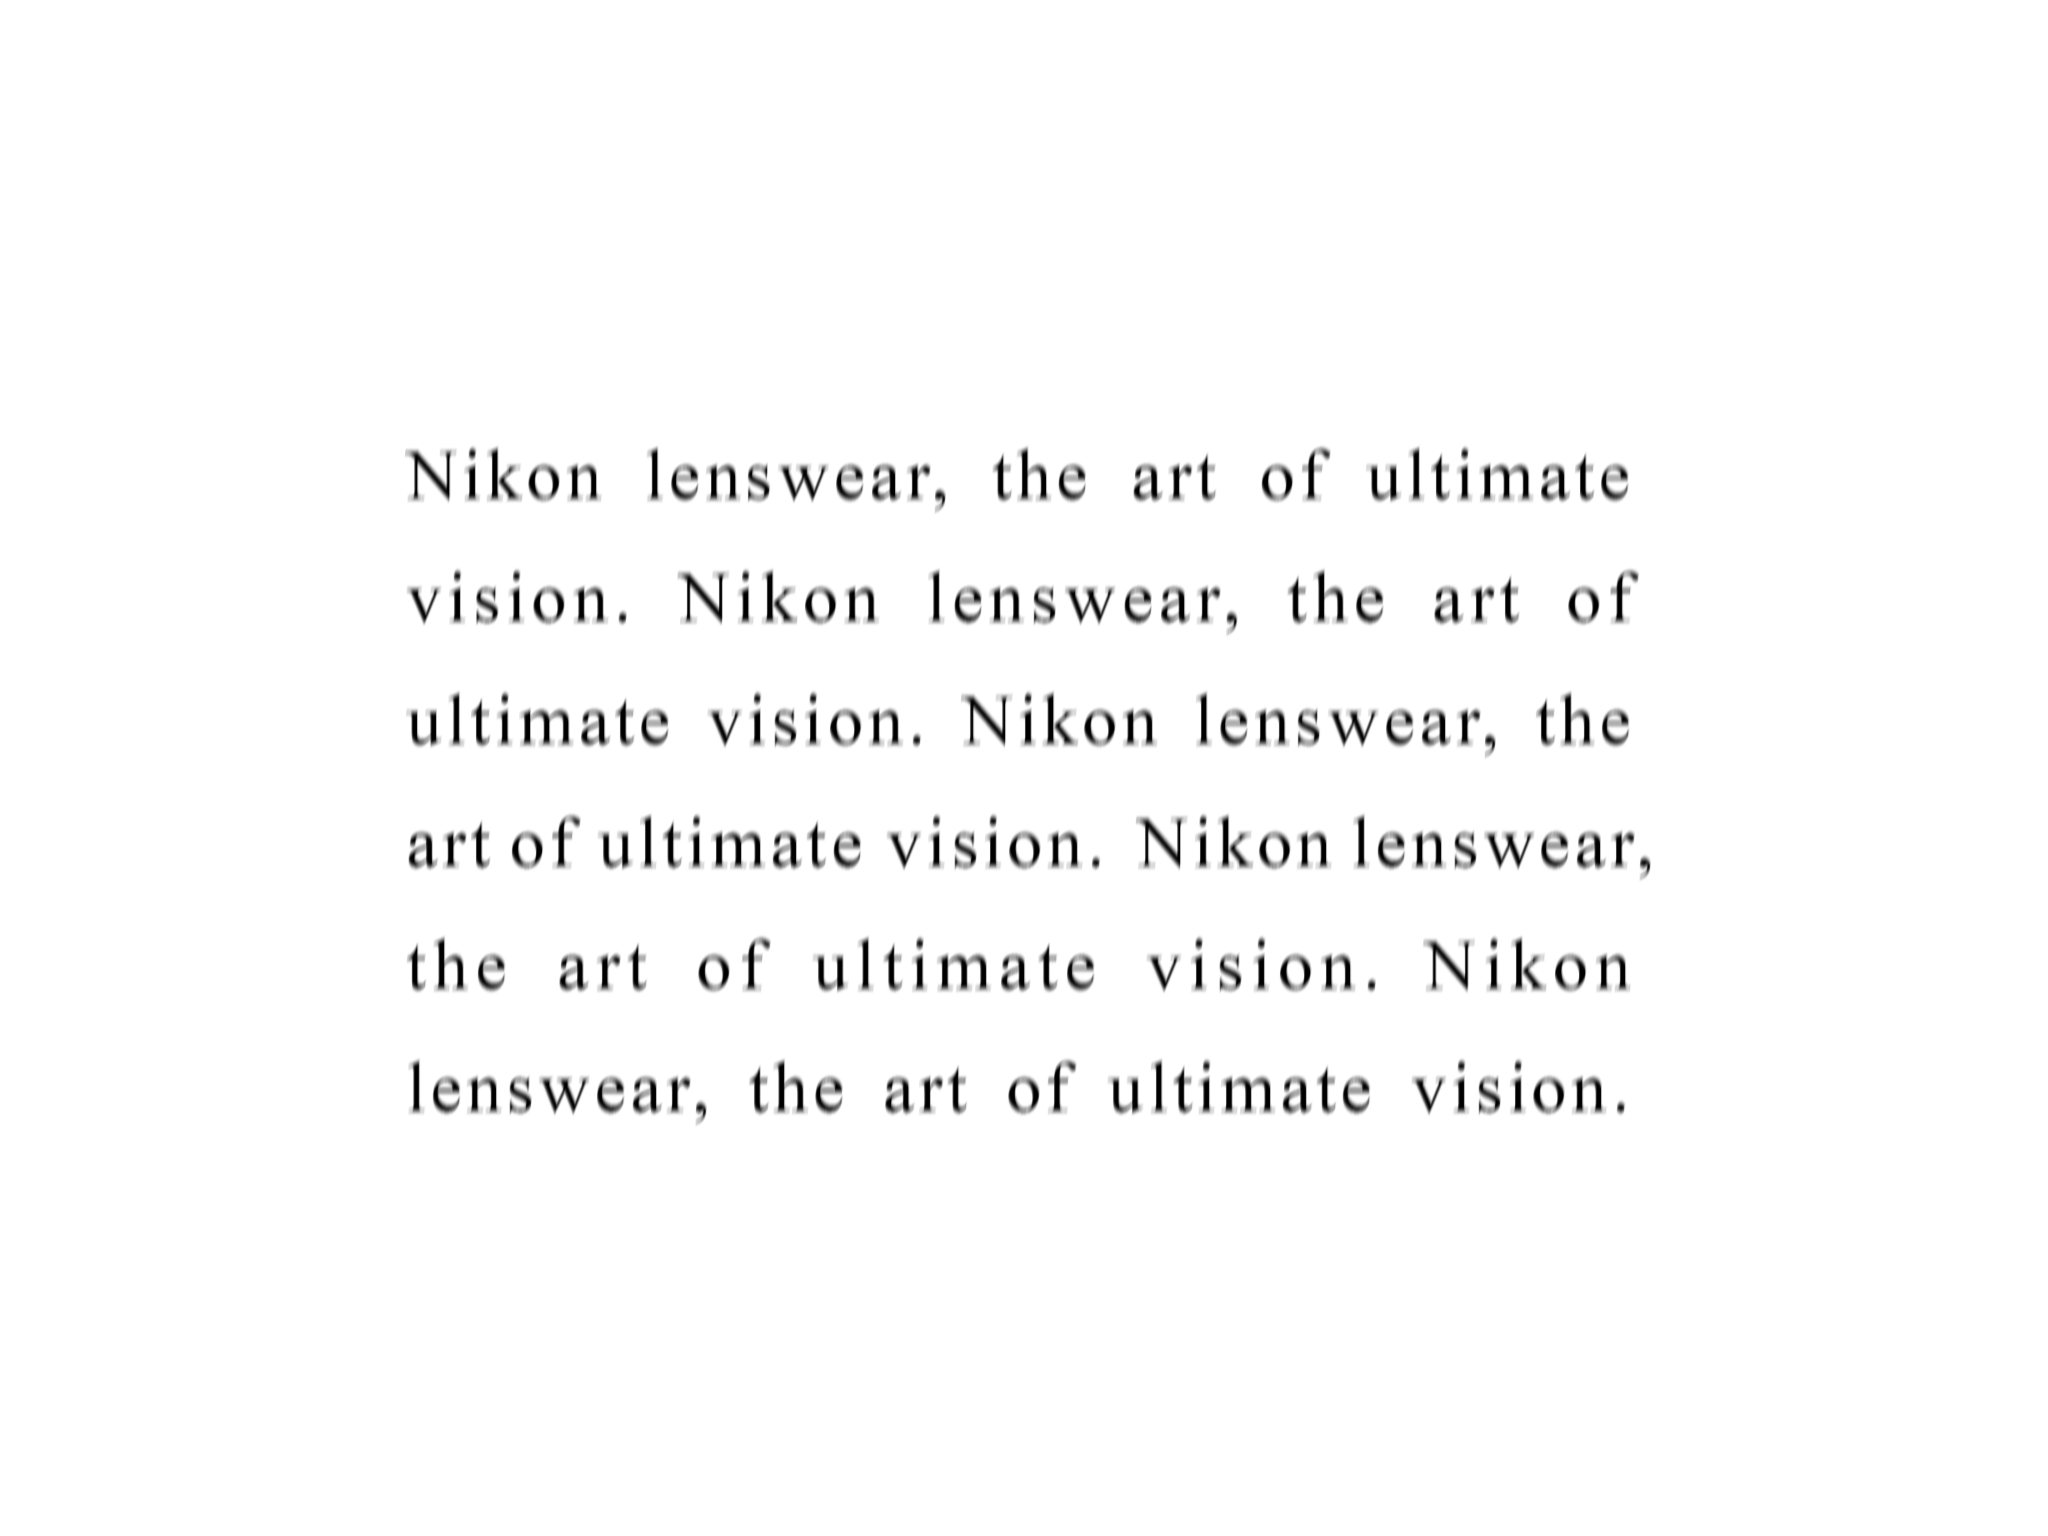 Nikon lenswear, the art of ultimate
vision. Nikon lenswear, the art of
ultimate vision. Nikon lenswear, the
art of ultimate vision. Nikon lenswear,
the art of ultimate vision. Nikon
lenswear, the art of ultimate vision.